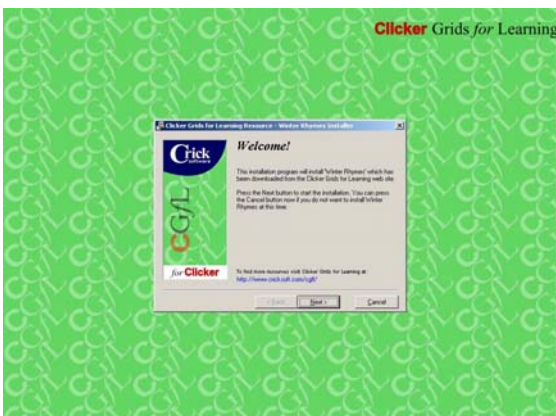 Clicker Grids for Learning
Clicker Grids for Learning Resource - Winter Rhymes Installer
Crick
software
CGfL
for Clicker
Welcome!
This installation program will install 'Winter Rhymes' which has
been downloaded from the Clicker Grids for Learning web site.
Press the Next button to start the installation. You can press
the Cancel button now if you do not want to install Winter
Rhymes at this time.
To find more resources visit Clicker Grids for Learning at:
http://www.cricksoft.com/cgfl/
< Back
Next >
Cancel